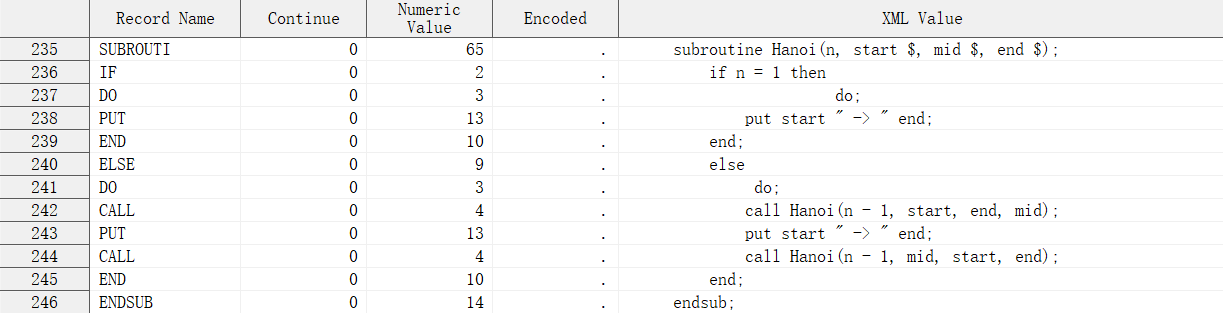 Record Name Continue Numeric Value Encoded XML Value
235 SUBROUTI 0 65 . subroutine Hanoi(n, start $, mid $, end $);
236 IF 0 2 . if n = 1 then
237 DO 0 3 . do;
238 PUT 0 13 . put start " -> " end;
239 END 0 10 . end;
240 ELSE 0 9 . else
241 DO 0 3 . do;
242 CALL 0 4 . call Hanoi(n - 1, start, end, mid);
243 PUT 0 13 . put start " -> " end;
244 CALL 0 4 . call Hanoi(n - 1, mid, start, end);
245 END 0 10 . end;
246 ENDSUB 0 14 . endsub;